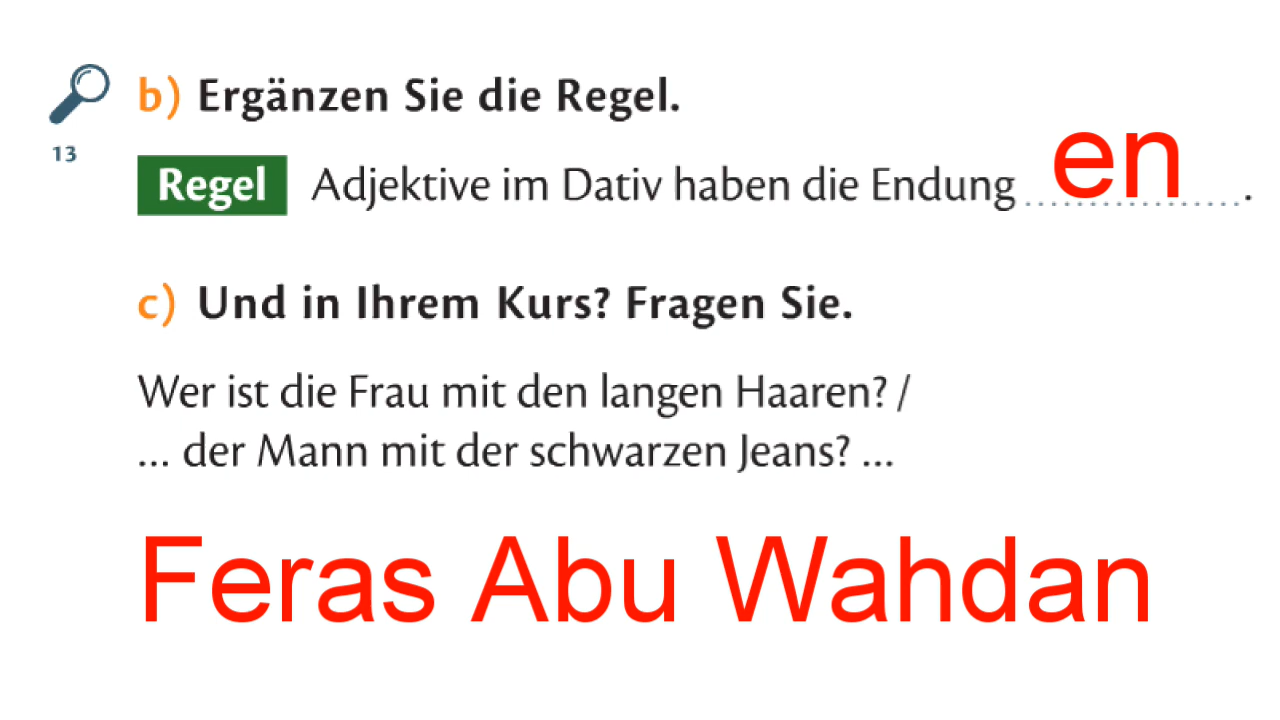 b) Ergänzen Sie die Regel.
13
Regel Adjektive im Dativ haben die Endung en.
c) Und in Ihrem Kurs? Fragen Sie.
Wer ist die Frau mit den langen Haaren? /
... der Mann mit der schwarzen Jeans? ...
Feras Abu Wahdan